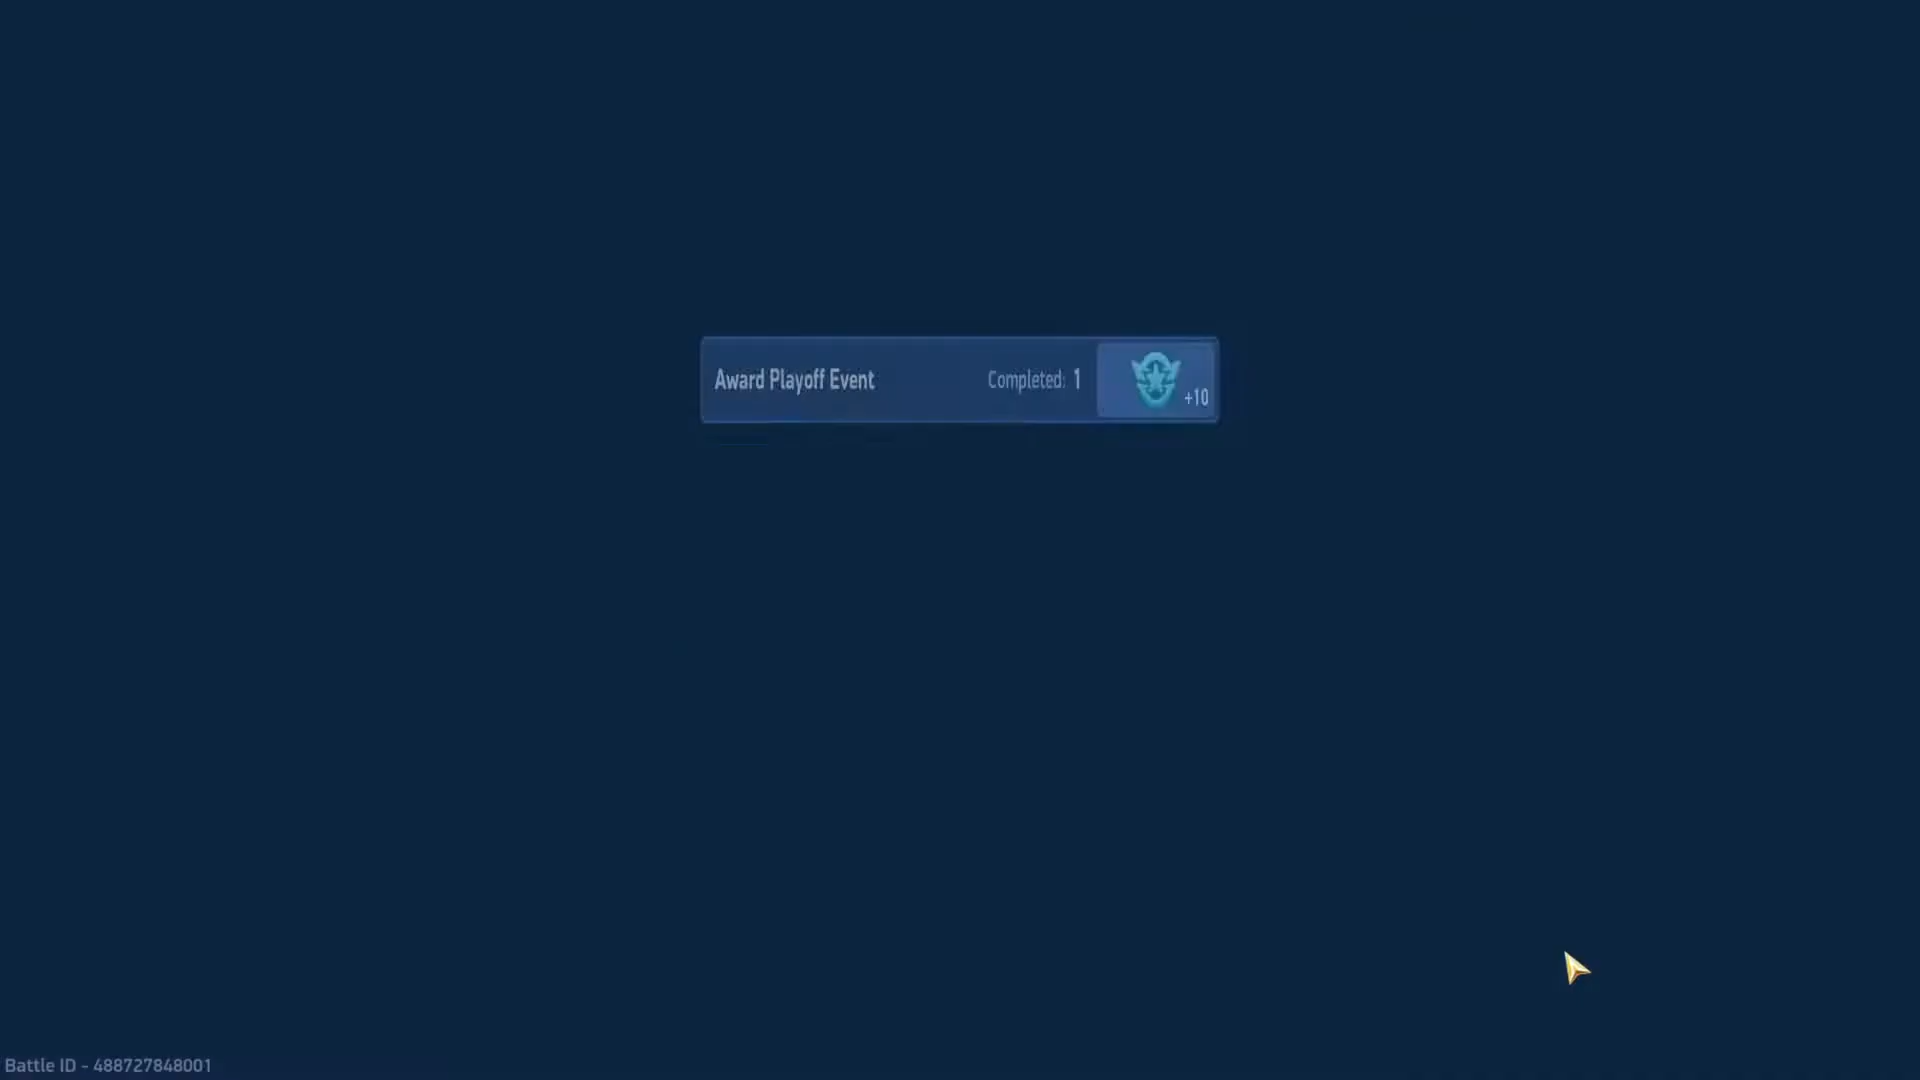 Award Playoff Event Completed: 1 +10
Battle ID - 488727848001